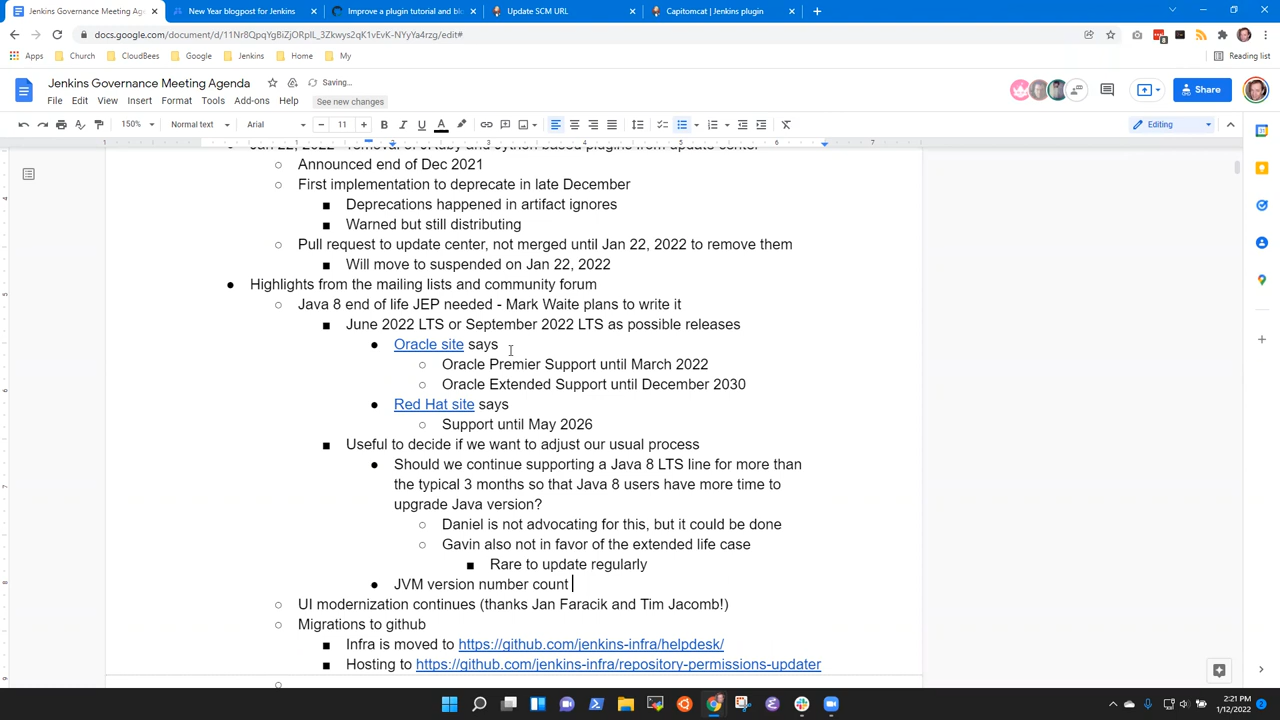 Jenkins Governance Meeting Agenda
New Year blogpost for Jenkins
Improve a plugin tutorial and blo
Update SCM URL
Capitomcat | Jenkins plugin
docs.google.com/document/d/11Nr8QpqYgBiZjORplL_3Zkwys2qK1vEvK-NYyYa4rzg/edit#
8
Apps
Church
CloudBees
Google
Jenkins
Home
My
Reading list
Jenkins Governance Meeting Agenda
Saving...
File Edit View Insert Format Tools Add-ons Help
See new changes
Share
150%
Normal text
Arial
11
Editing
1 2 3 4 5 6 7
Announced end of Dec 2021
First implementation to deprecate in late December
Deprecations happened in artifact ignores
Warned but still distributing
Pull request to update center, not merged until Jan 22, 2022 to remove them
Will move to suspended on Jan 22, 2022
Highlights from the mailing lists and community forum
Java 8 end of life JEP needed - Mark Waite plans to write it
June 2022 LTS or September 2022 LTS as possible releases
Oracle site says
Oracle Premier Support until March 2022
Oracle Extended Support until December 2030
Red Hat site says
Support until May 2026
Useful to decide if we want to adjust our usual process
Should we continue supporting a Java 8 LTS line for more than
the typical 3 months so that Java 8 users have more time to
upgrade Java version?
Daniel is not advocating for this, but it could be done
Gavin also not in favor of the extended life case
Rare to update regularly
JVM version number count
UI modernization continues (thanks Jan Faracik and Tim Jacomb!)
Migrations to github
Infra is moved to https://github.com/jenkins-infra/helpdesk/
Hosting to https://github.com/jenkins-infra/repository-permissions-updater
2:21 PM
1/12/2022